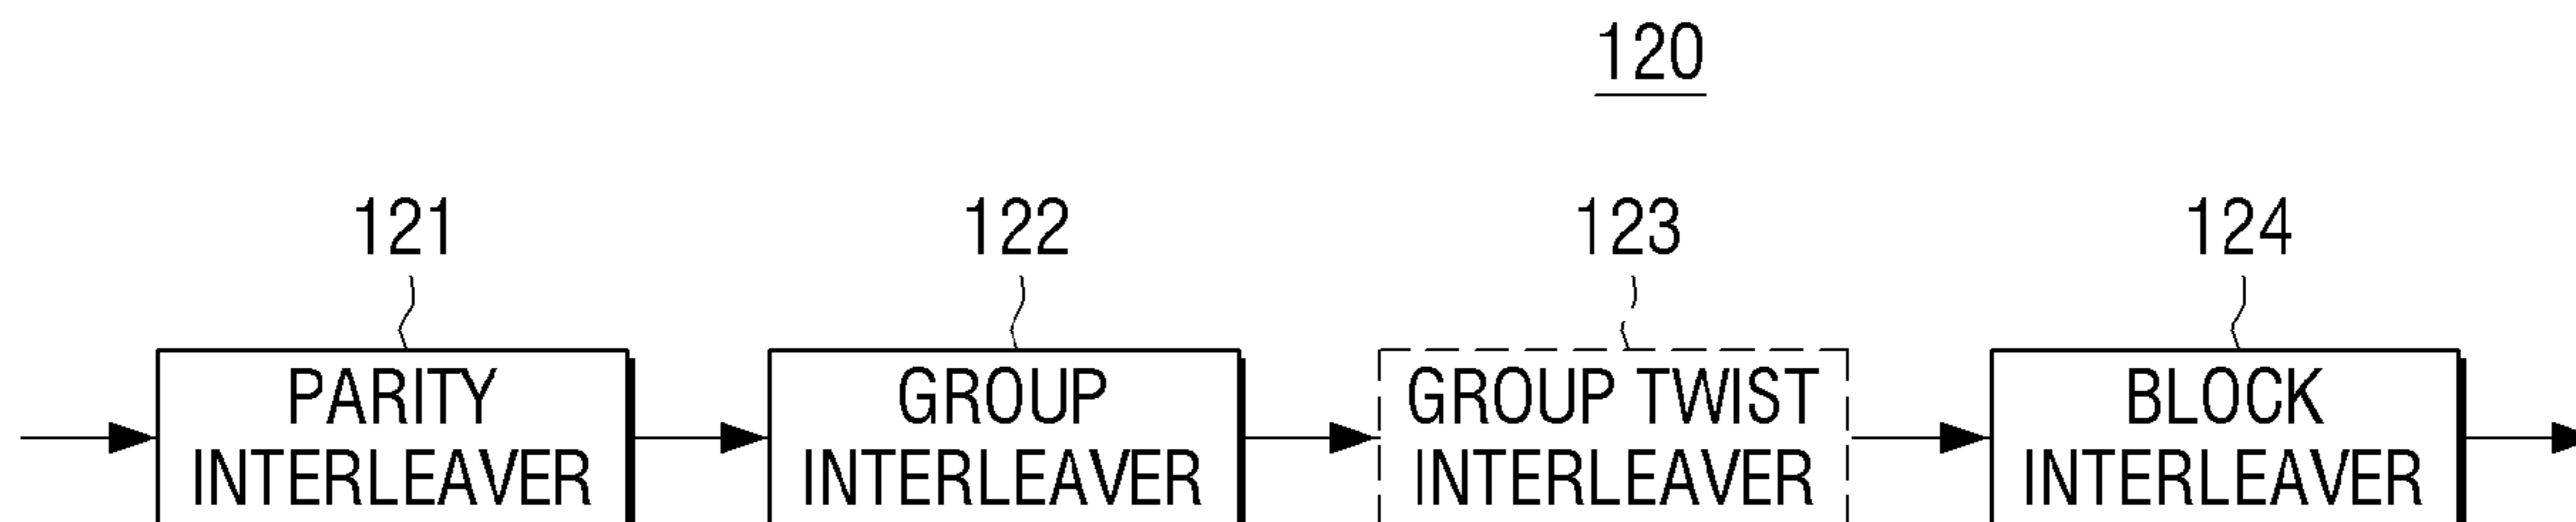 120
121
122
123
124
PARITY
INTERLEAVER
GROUP
INTERLEAVER
GROUP TWIST
INTERLEAVER
BLOCK
INTERLEAVER